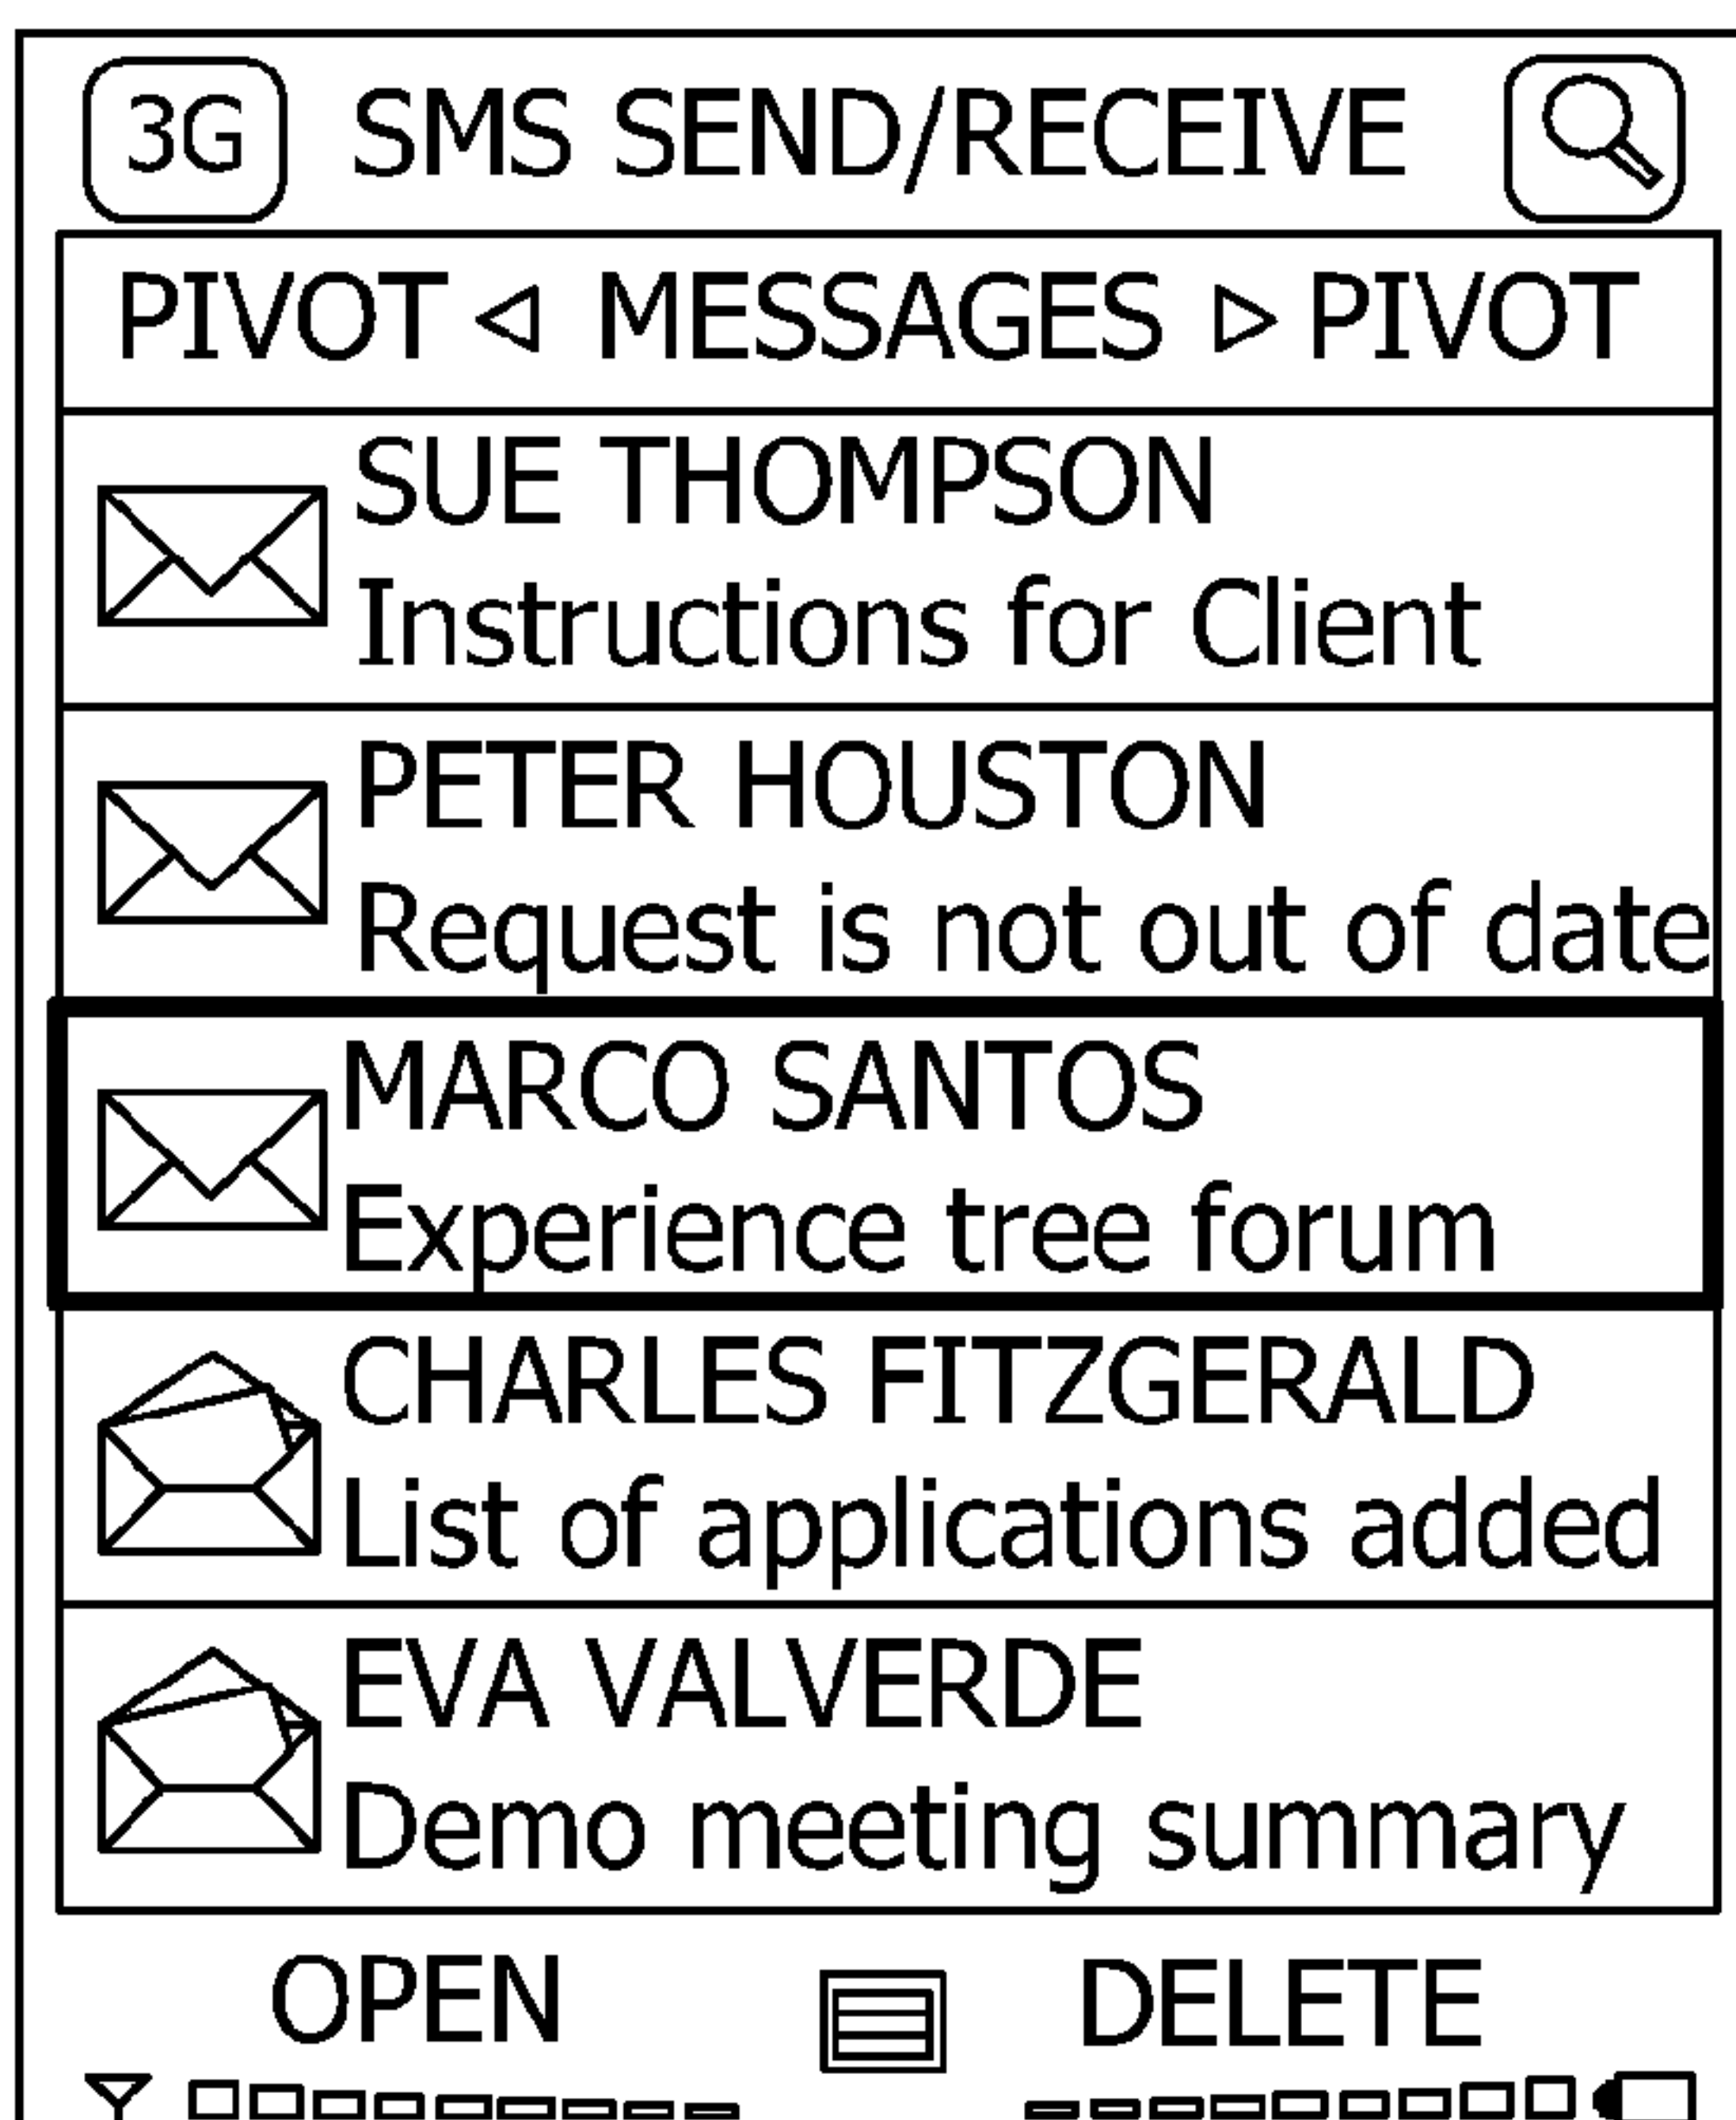 3G SMS SEND/RECEIVE
PIVOT MESSAGES PIVOT
SUE THOMPSON
Instructions for Client
PETER HOUSTON
Request is not out of date
MARCO SANTOS
Experience tree forum
CHARLES FITZGERALD
List of applications added
EVA VALVERDE
Demo meeting summary
OPEN DELETE